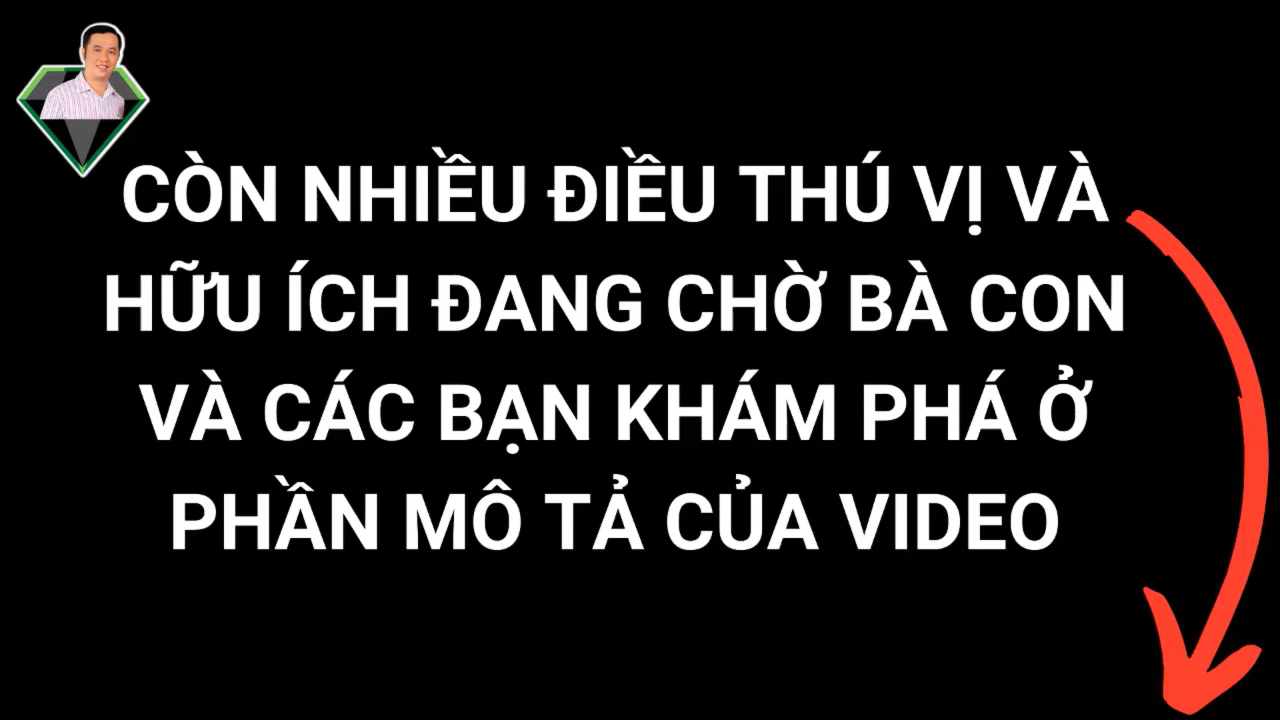 CÒN NHIỀU ĐIỀU THÚ VỊ VÀ
HỮU ÍCH ĐANG CHỜ BÀ CON
VÀ CÁC BẠN KHÁM PHÁ Ở
PHẦN MÔ TẢ CỦA VIDEO